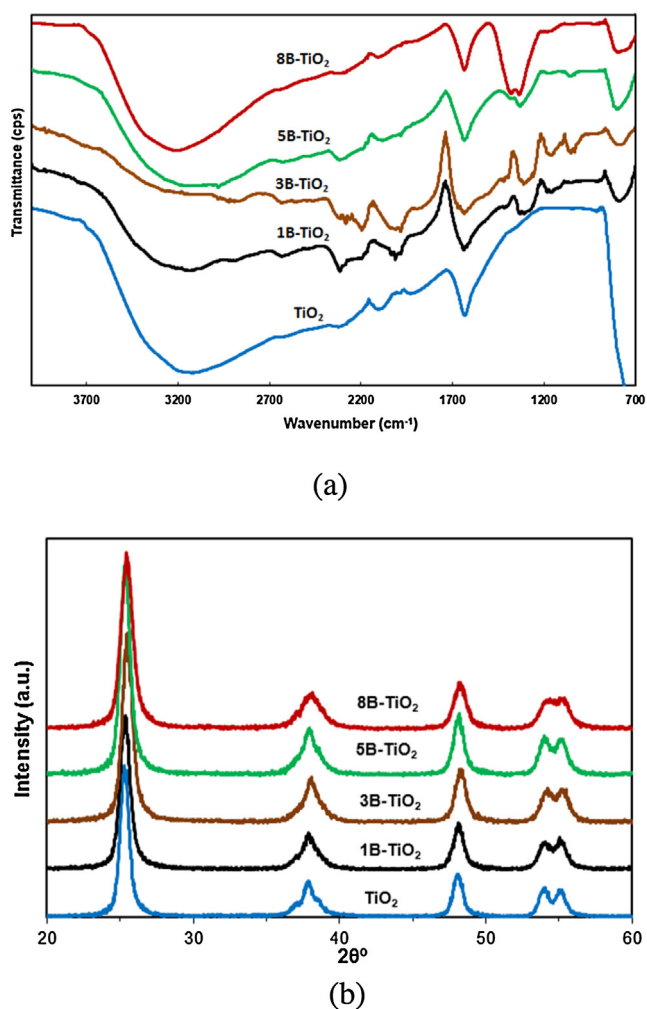 Transmittance (cps)
8B-TiO₂
5B-TiO₂
3B-TiO₂
1B-TiO₂
TiO₂
3700 3200 2700 2200 1700 1200 700
Wavenumber (cm⁻¹)
(a)
Intensity (a.u.)
8B-TiO₂
5B-TiO₂
3B-TiO₂
1B-TiO₂
TiO₂
20 30 40 50 60
2θº
(b)